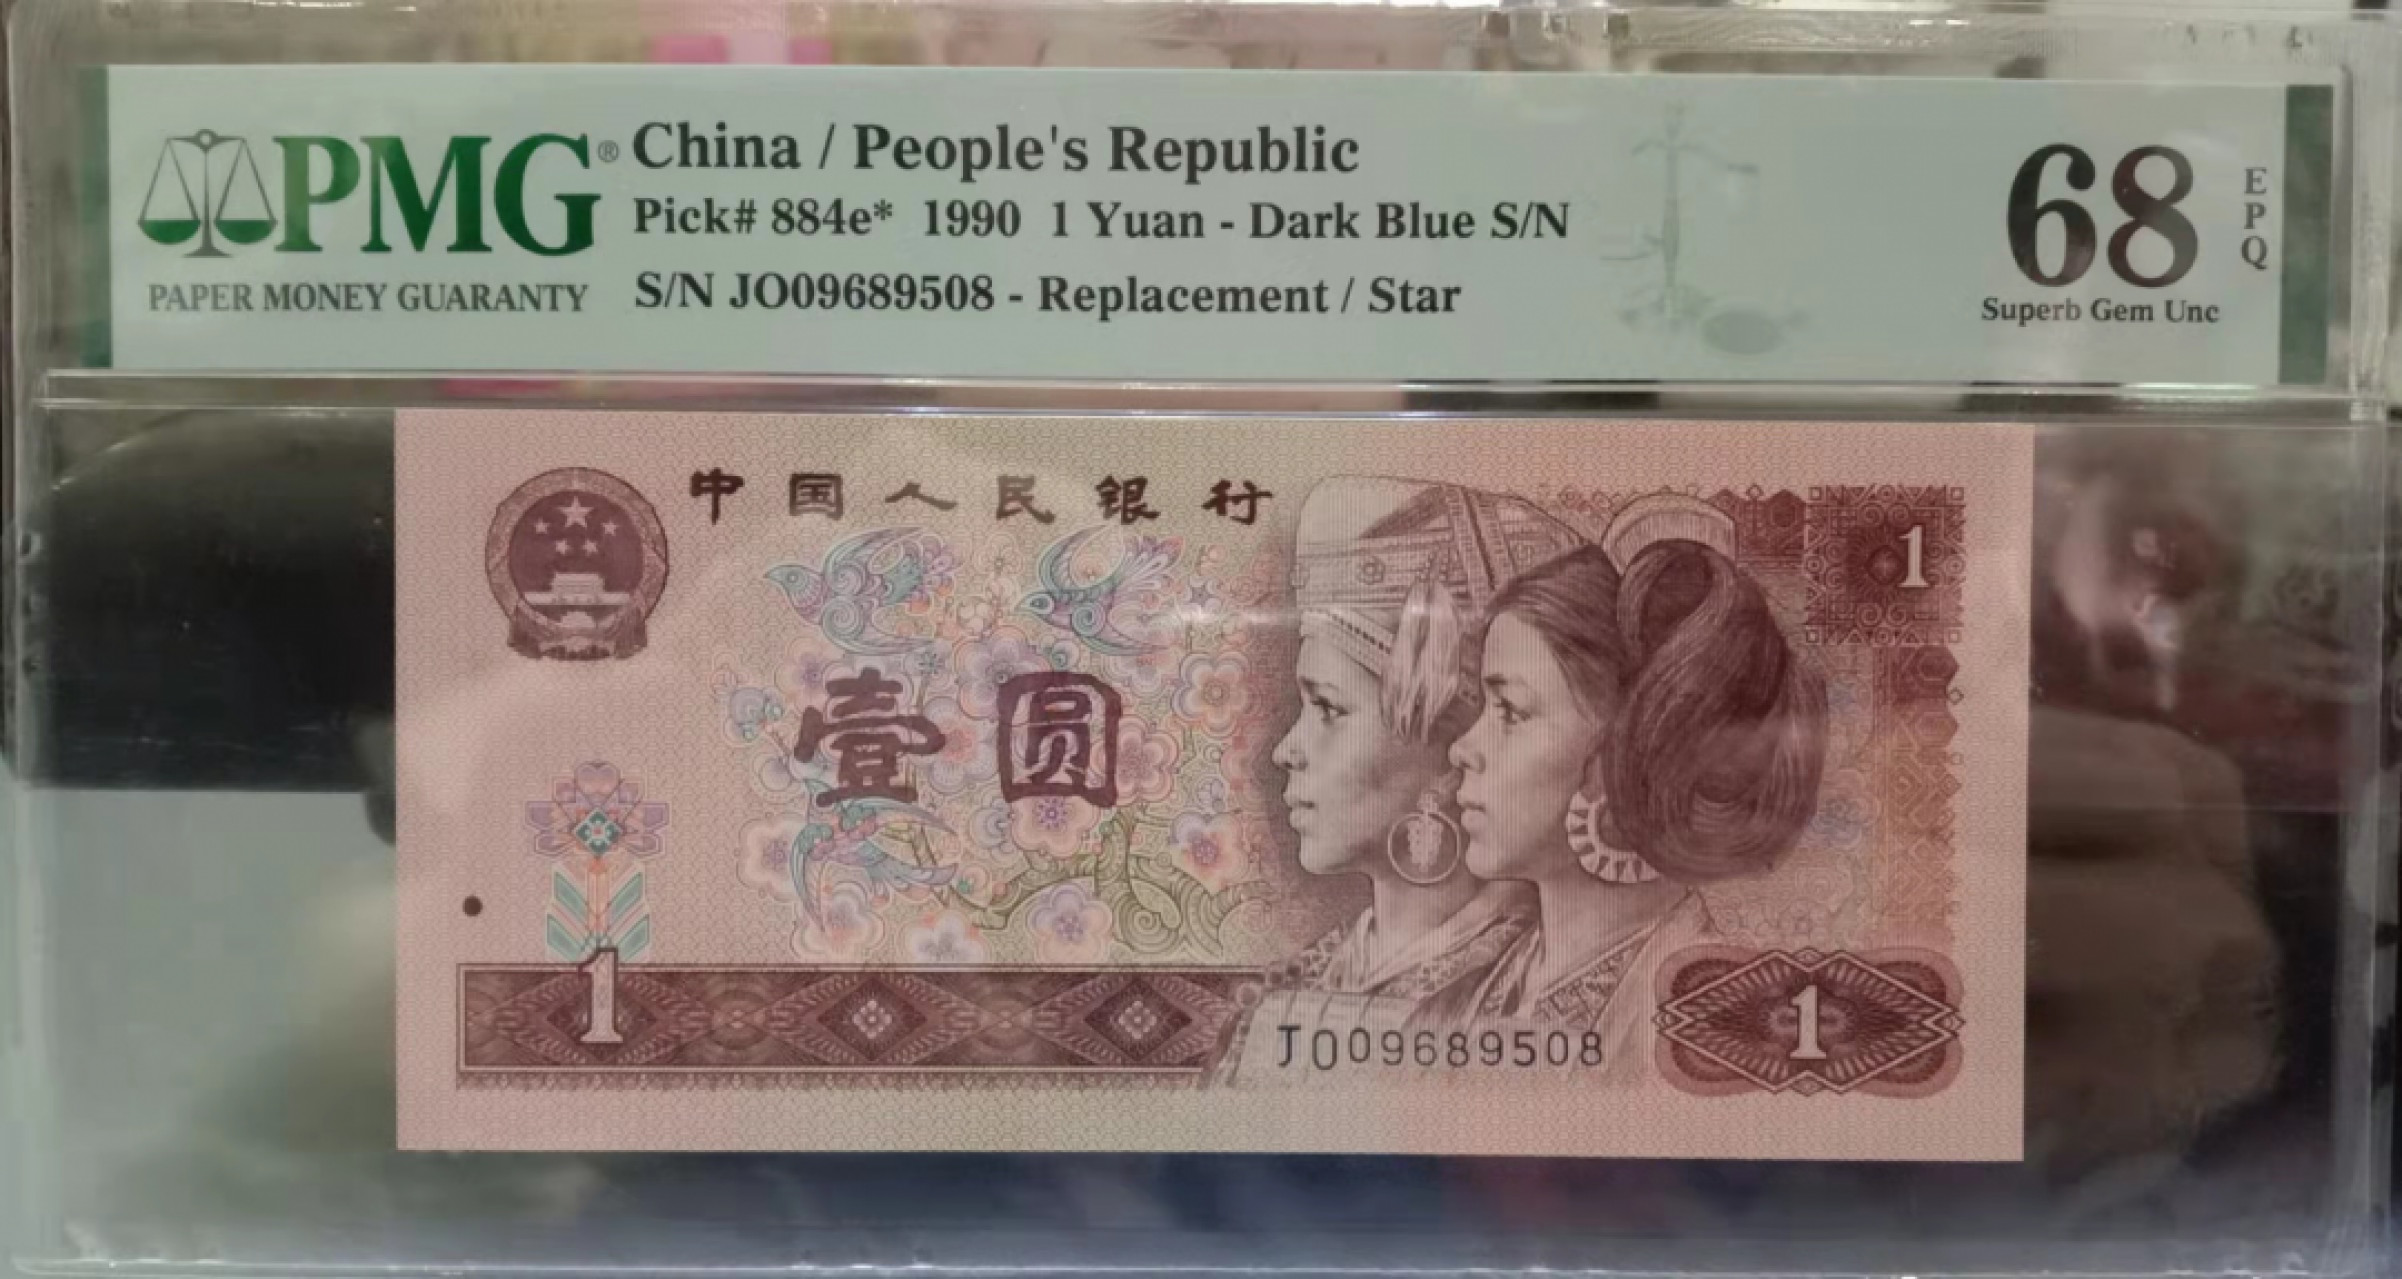 PMG®
PAPER MONEY GUARANTY
China / People's Republic
Pick# 884e* 1990 1 Yuan - Dark Blue S/N
S/N JO09689508 - Replacement / Star
68
EPQ
Superb Gem Unc
中国人民银行
1
壹圆
1
JO09689508
1